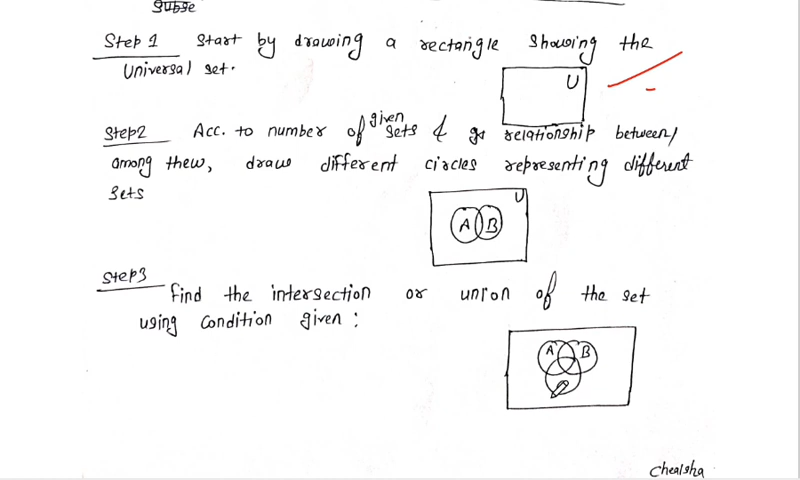 Subse
Step 1 Start by drawing a rectangle showing the
Universal set.
U
given
Step2 Acc. to number of sets & relationship between/
among thew, draw different circles representing different
sets
U
A B
Step3
find the intersection or union of the set
using condition given :
A B
Chealsha